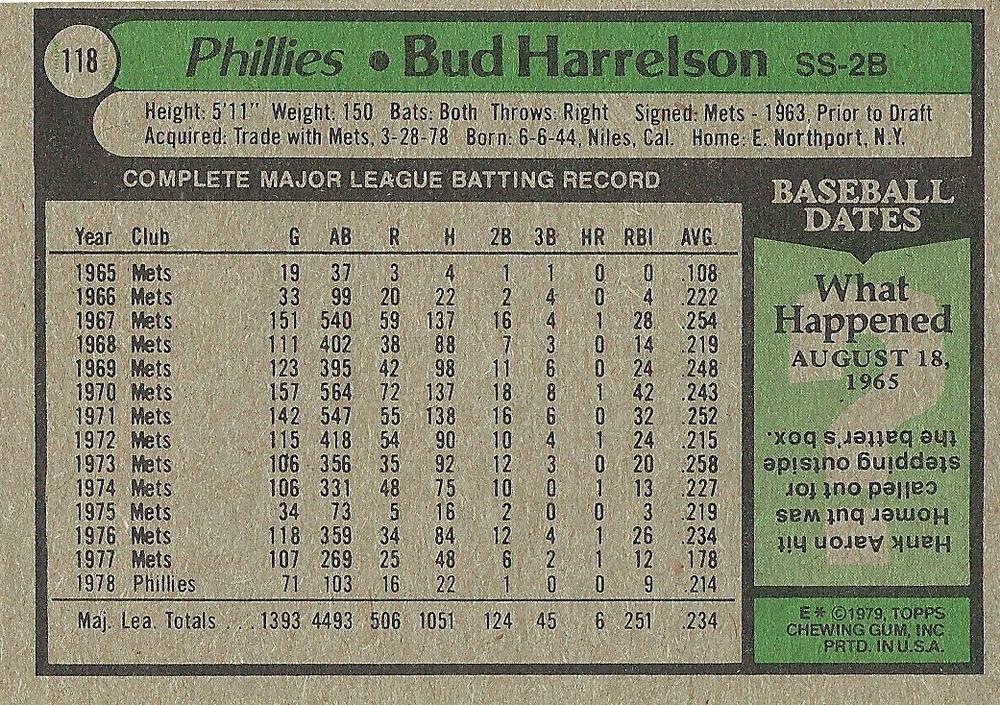 118
Phillies • Bud Harrelson SS-2B
Height: 5'11" Weight: 150 Bats: Both Throws: Right Signed: Mets - 1963, Prior to Draft
Acquired: Trade with Mets, 3-28-78 Born: 6-6-44, Niles, Cal. Home: E. Northport, N.Y.
COMPLETE MAJOR LEAGUE BATTING RECORD
Year Club G AB R H 2B 3B HR RBI AVG.
1965 Mets 19 37 3 4 1 1 0 0 .108
1966 Mets 33 99 20 22 2 4 0 4 .222
1967 Mets 151 540 59 137 16 4 1 28 .254
1968 Mets 111 402 38 88 7 3 0 14 .219
1969 Mets 123 395 42 98 11 6 0 24 .248
1970 Mets 157 564 72 137 18 8 1 42 .243
1971 Mets 142 547 55 138 16 6 0 32 .252
1972 Mets 115 418 54 90 10 4 1 24 .215
1973 Mets 106 356 35 92 12 3 0 20 .258
1974 Mets 106 331 48 75 10 0 1 13 .227
1975 Mets 34 73 5 16 2 0 0 3 .219
1976 Mets 118 359 34 84 12 4 1 26 .234
1977 Mets 107 269 25 48 6 2 1 12 .178
1978 Phillies 71 103 16 22 1 0 0 9 .214
Maj. Lea. Totals . . . 1393 4493 506 1051 124 45 6 251 .234
BASEBALL
DATES
What
Happened
AUGUST 18,
1965
Hank Aaron hit
Homer but was
called out for
stepping outside
the batter's box.
E* ©1979, TOPPS
CHEWING GUM, INC
PRTD. IN U.S.A.